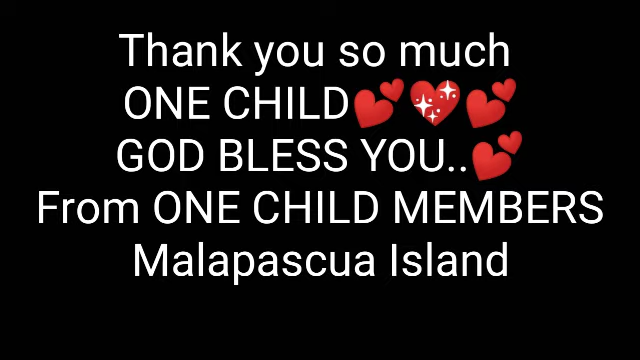 Thank you so much
ONE CHILD💕💖💕
GOD BLESS YOU..💕
From ONE CHILD MEMBERS
Malapascua Island